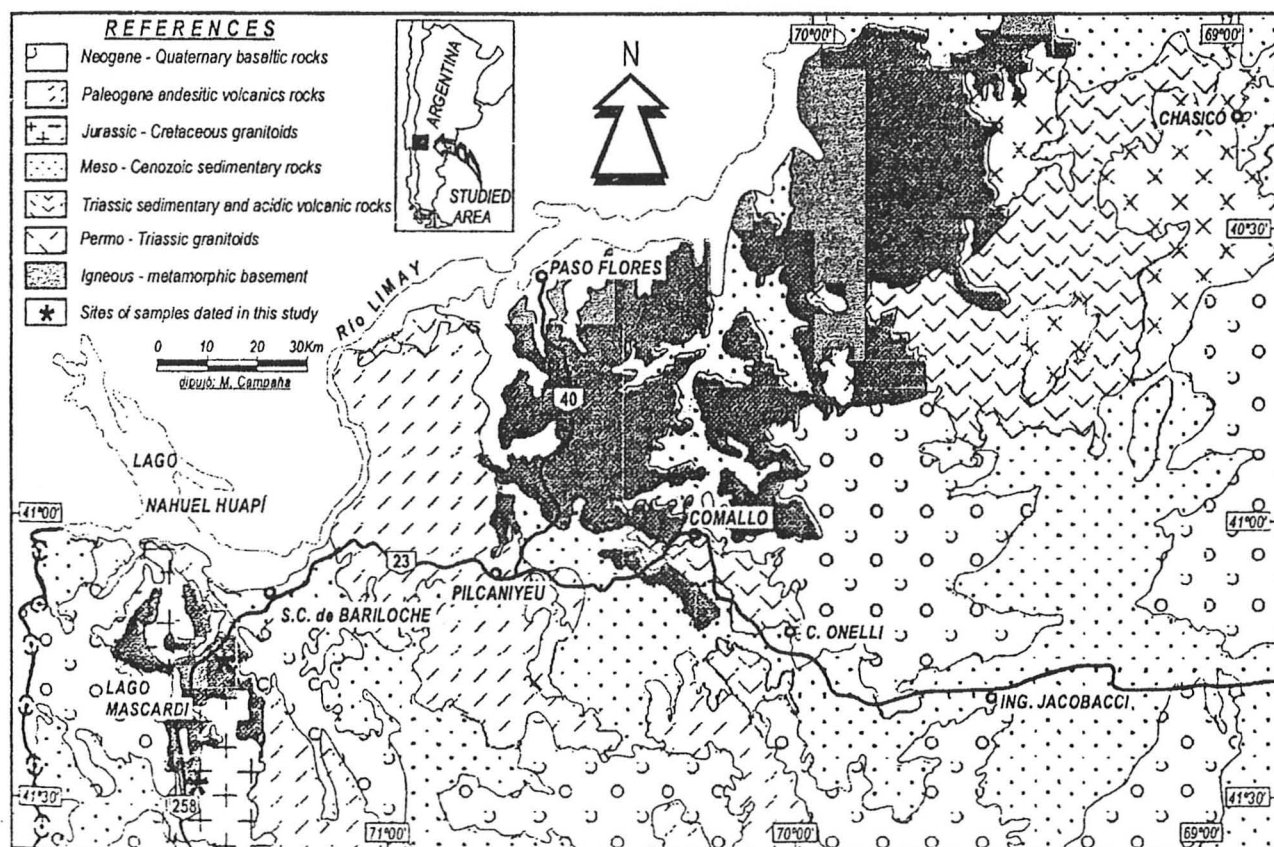 REFERENCES
Neogene - Quaternary basaltic rocks
Paleogene andesitic volcanics rocks
Jurassic - Cretaceous granitoids
Meso - Cenozoic sedimentary rocks
Triassic sedimentary and acidic volcanic rocks
Permo - Triassic granitoids
Igneous - metamorphic basement
Sites of samples dated in this study
0 10 20 30Km
dipujó: M. Campaña
ARGENTINA
STUDIED
AREA
N
70°00'
69°00'
CHASICO
40°30'
PASO FLORES
Río LIMAY
40
LAGO
NAHUEL HUAPÍ
41°00'
COMALLO
41°00'
23
PILCANIYEU
S.C. de BARILOCHE
C. ONELLI
LAGO
MASCARDI
ING. JACOBACCI
41°30'
258
71°00'
70°00'
69°00'
41°30'